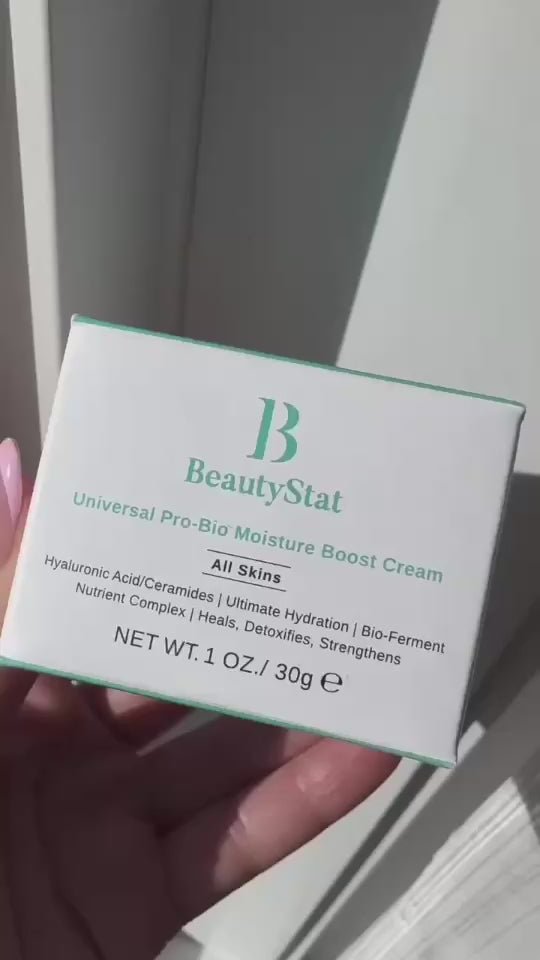 B
BeautyStat
Universal Pro-Bio Moisture Boost Cream
All Skins
Hyaluronic Acid/Ceramides | Ultimate Hydration | Bio-Ferment
Nutrient Complex | Heals, Detoxifies, Strengthens
NET WT. 1 OZ./ 30g ℮